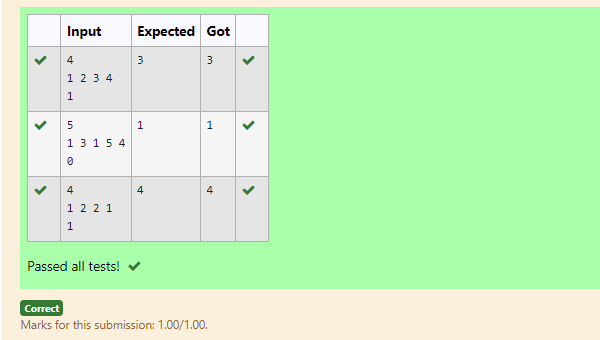 Input Expected Got
4 3 3
1 2 3 4
1
5 1 1
1 3 1 5 4
0
4 4 4
1 2 2 1
1
Passed all tests!
Correct
Marks for this submission: 1.00/1.00.